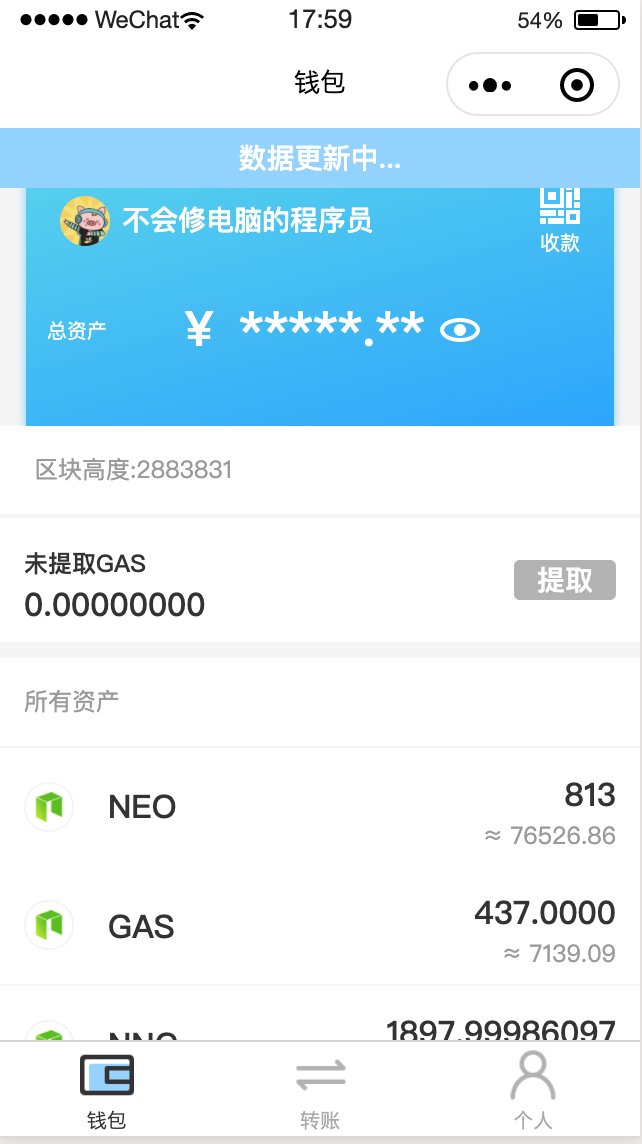 ●●●●● WeChat 17:59 54%
钱包
数据更新中...
不会修电脑的程序员
收款
总资产 ¥ *****.**
区块高度:2883831
未提取GAS
0.00000000
提取
所有资产
NEO 813
≈ 76526.86
GAS 437.0000
≈ 7139.09
NNC 1897.99986097
钱包 转账 个人